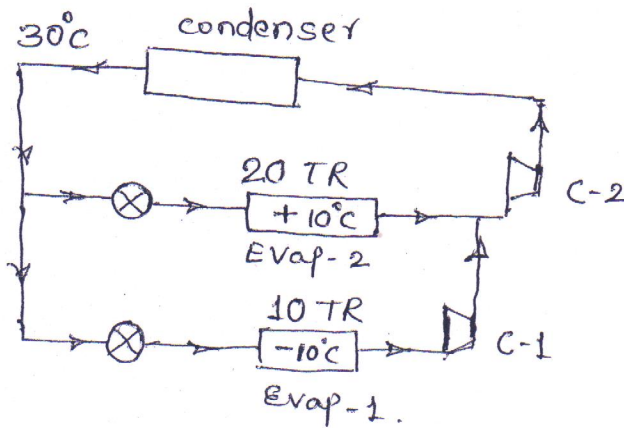 condenser
30°C
20 TR
+10°C
Evap-2
C-2
10 TR
-10°C
C-1
Evap-1.